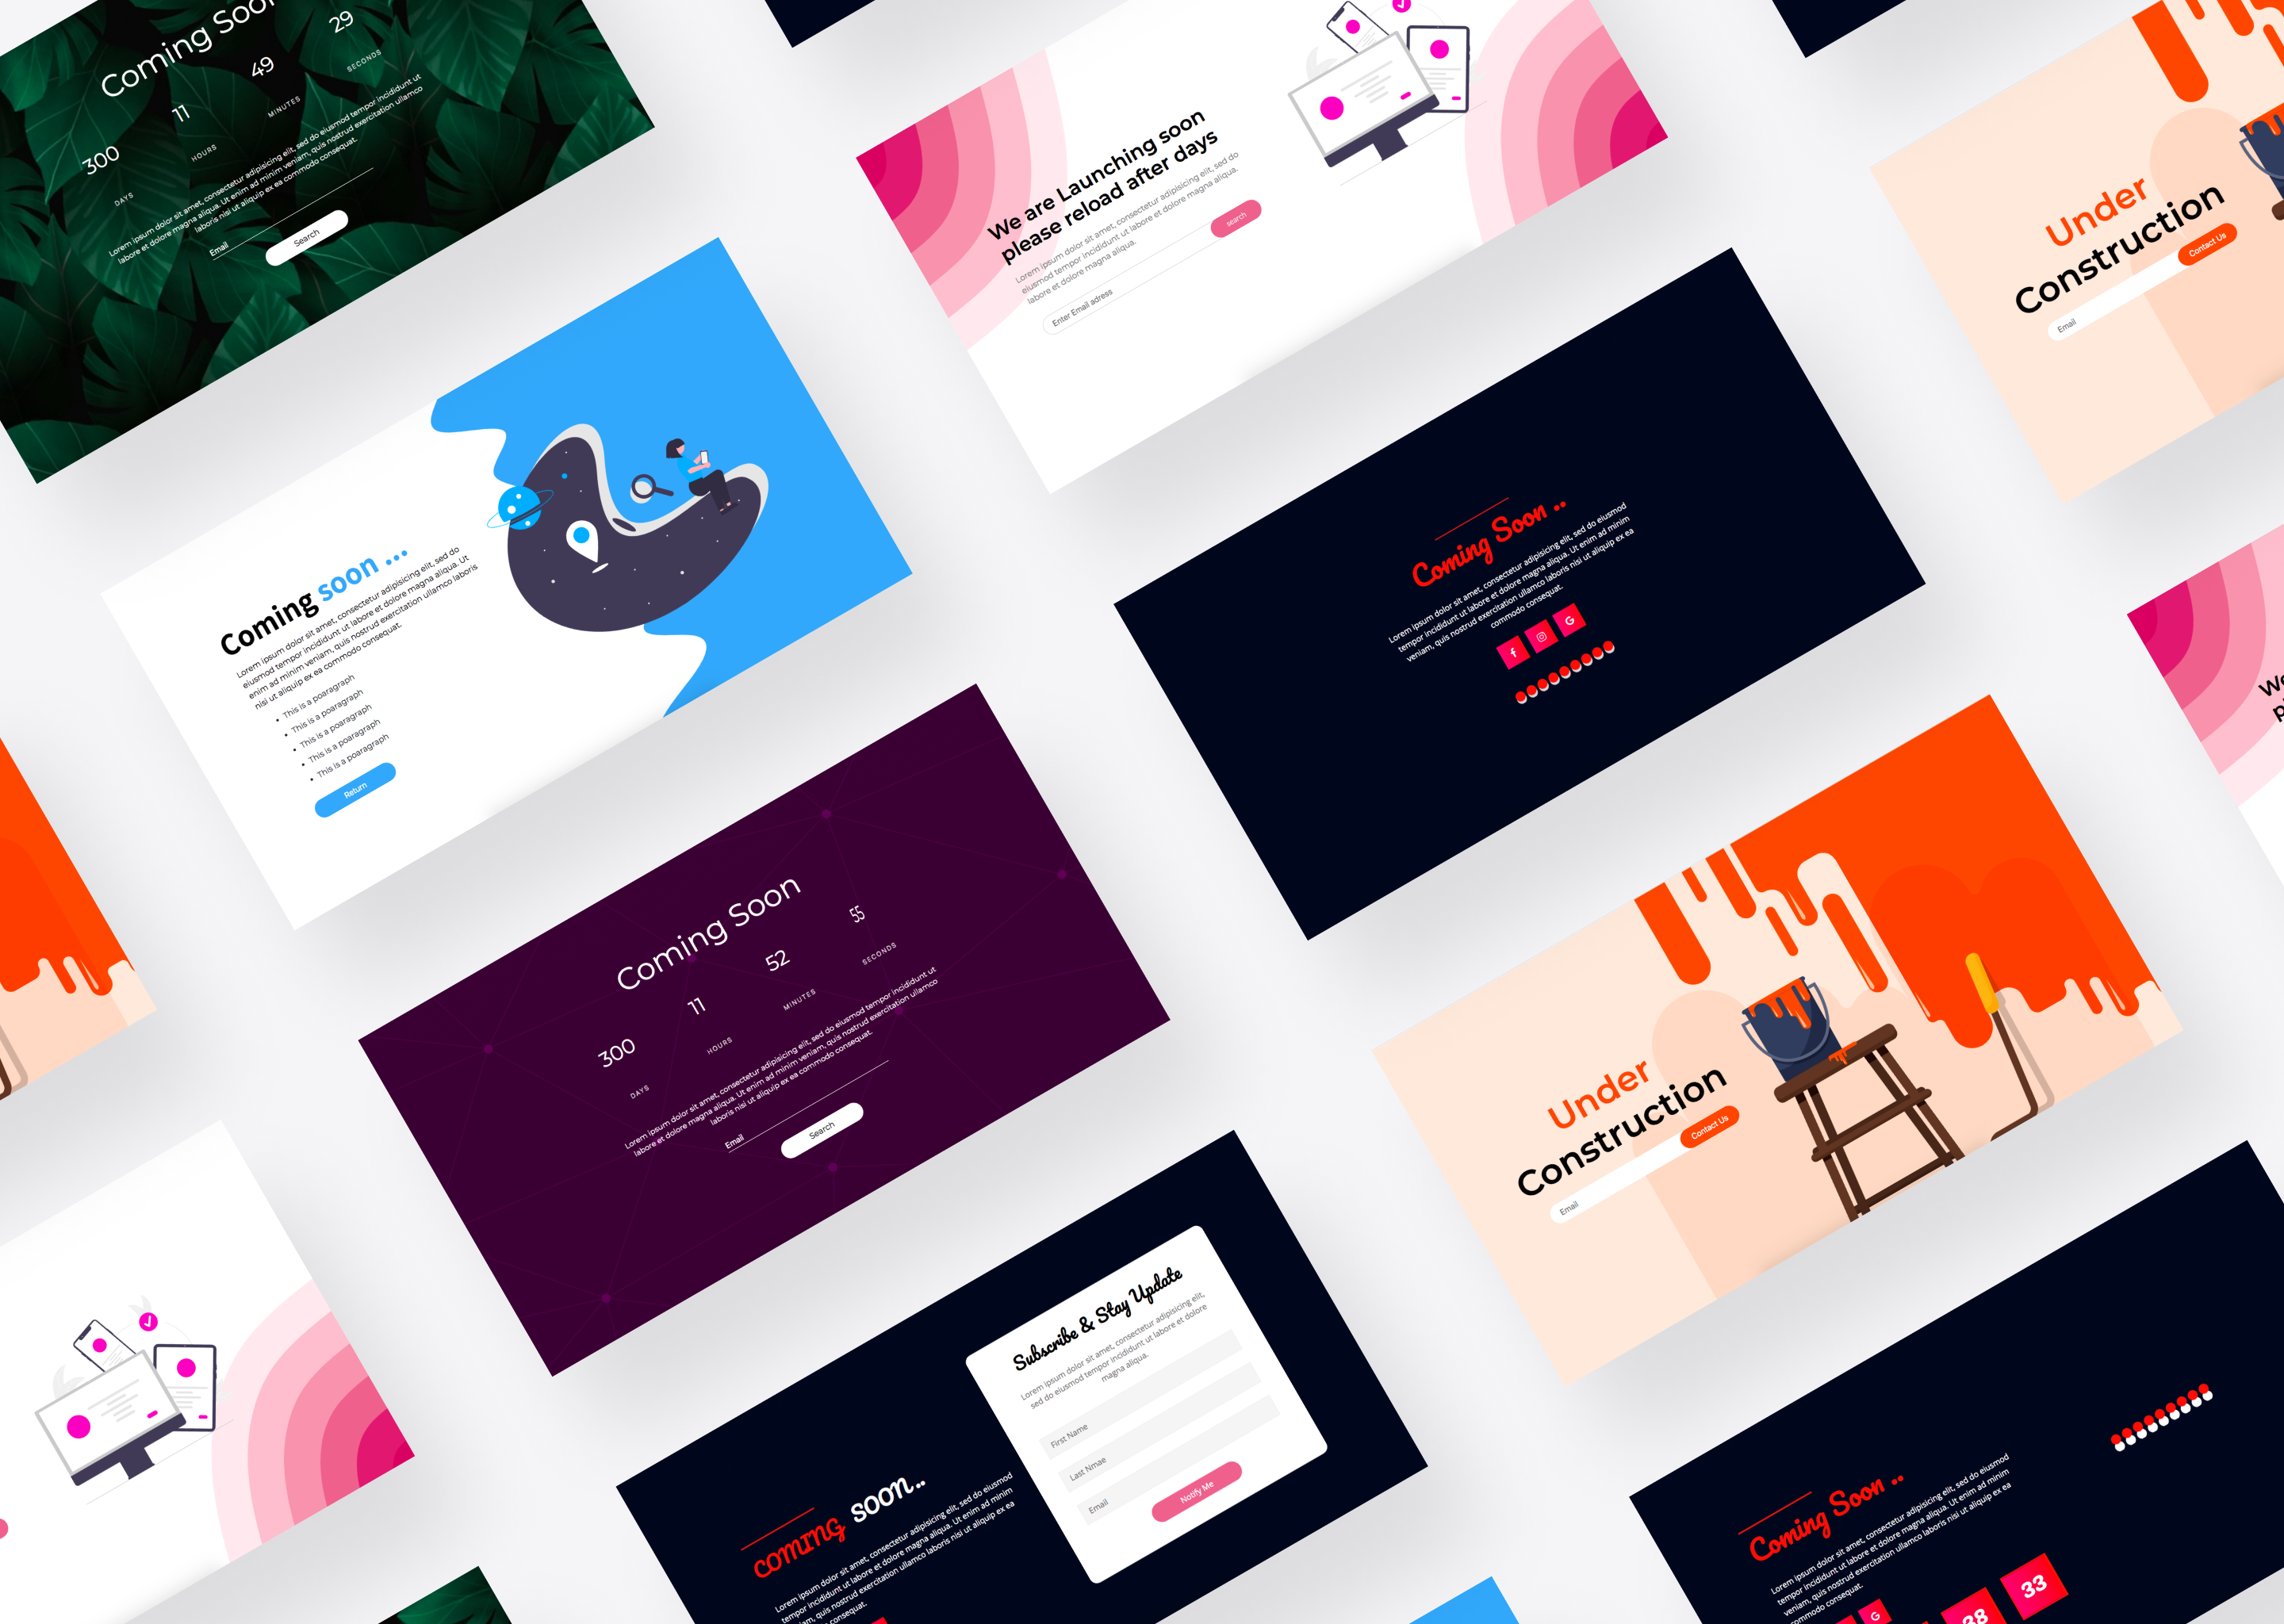 Coming Soon
300
11
49
29
DAYS
HOURS
MINUTES
SECONDS
Lorem ipsum dolor sit amet, consectetur adipisicing elit, sed do eiusmod tempor incididunt ut
labore et dolore magna aliqua. Ut enim ad minim veniam, quis nostrud exercitation ullamco
laboris nisi ut aliquip ex ea commodo consequat.
Email
Search
We are Launching soon
please reload after days
Lorem ipsum dolor sit amet, consectetur adipisicing elit, sed do
eiusmod tempor incididunt ut labore et dolore magna aliqua.
labore et dolore magna aliqua.
Enter Email adress
search
Under
Construction
Email
Contact Us
Coming soon ...
Lorem ipsum dolor sit amet, consectetur adipisicing elit, sed do
eiusmod tempor incididunt ut labore et dolore magna aliqua. Ut
enim ad minim veniam, quis nostrud exercitation ullamco laboris
nisi ut aliquip ex ea commodo consequat.
• This is a poaragraph
• This is a poaragraph
• This is a poaragraph
• This is a poaragraph
• This is a poaragraph
Return
Coming Soon ..
Lorem ipsum dolor sit amet, consectetur adipisicing elit, sed do eiusmod
tempor incididunt ut labore et dolore magna aliqua. Ut enim ad minim
veniam, quis nostrud exercitation ullamco laboris nisi ut aliquip ex ea
commodo consequat.
f
G
We
Coming Soon
300
11
52
55
DAYS
HOURS
MINUTES
SECONDS
Lorem ipsum dolor sit amet, consectetur adipisicing elit, sed do eiusmod tempor incididunt ut
labore et dolore magna aliqua. Ut enim ad minim veniam, quis nostrud exercitation ullamco
laboris nisi ut aliquip ex ea commodo consequat.
Email
Search
Under
Construction
Email
Contact Us
coming soon..
Lorem ipsum dolor sit amet, consectetur adipisicing elit, sed do eiusmod
tempor incididunt ut labore et dolore magna aliqua. Ut enim ad minim
quis nostrud exercitation ullamco laboris nisi ut aliquip ex ea
consequat.
Subscribe & Stay Update
Lorem ipsum dolor sit amet, consectetur adipisicing elit,
sed do eiusmod tempor incididunt ut labore et dolore
magna aliqua.
First Name
Last Nmae
Email
Notify Me
Coming Soon ..
Lorem ipsum dolor sit amet, consectetur adipisicing elit, sed do eiusmod
tempor incididunt ut labore et dolore magna aliqua. Ut enim ad minim
veniam, quis nostrud exercitation ullamco laboris nisi ut aliquip ex ea
commodo consequat.
G
38
33